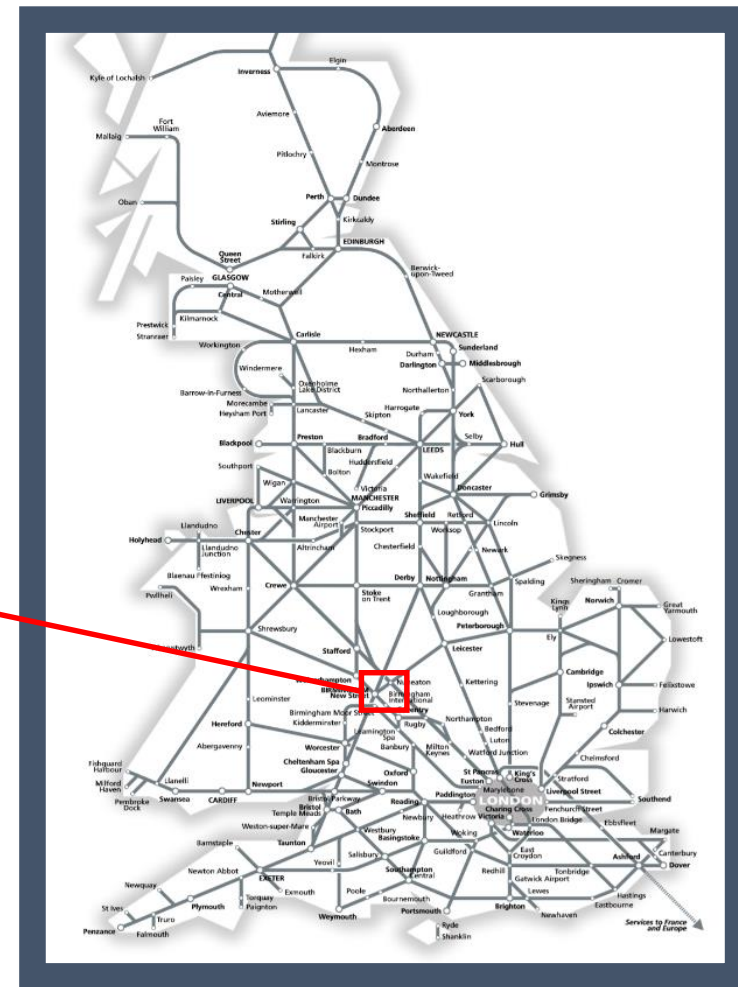 Elgin
Kyle of Lochalsh
Inverness
Aviemore
Fort
William
Aberdeen
Mallaig
Pitlochry
Montrose
Perth
Dundee
Oban
Stirling
Kirkcaldy
EDINBURGH
Queen
Street
Falkirk
Berwick-
upon-Tweed
Paisley
GLASGOW
Central
Motherwell
Kilmarnock
Prestwick
Stranraer
Carlisle
NEWCASTLE
Workington
Hexham
Sunderland
Durham
Darlington
Middlesbrough
Windermere
Oxenholme
Lake District
Northallerton
Scarborough
Barrow-in-Furness
Morecambe
Heysham Port
Lancaster
Harrogate
Skipton
York
Preston
Bradford
Selby
Blackpool
Blackburn
LEEDS
Hull
Southport
Huddersfield
Bolton
Wigan
Wakefield
Victoria
Doncaster
LIVERPOOL
Warrington
MANCHESTER
Piccadilly
Grimsby
Manchester
Airport
Sheffield
Retford
Llandudno
Stockport
Worksop
Lincoln
Holyhead
Chester
Llandudno
Junction
Altrincham
Chesterfield
Newark
Skegness
Blaenau Ffestiniog
Pwllheli
Wrexham
Crewe
Stoke
on Trent
Derby
Nottingham
Grantham
Spalding
Sheringham
Cromer
Kings
Lynn
Norwich
Great
Yarmouth
Loughborough
Shrewsbury
Peterborough
Ely
Lowestoft
Stafford
Leicester
Cambridge
Kettering
Ipswich
Felixstowe
New Street
Birmingham
International
Leominster
Birmingham Moor Street
Stevenage
Stansted
Airport
Harwich
Hereford
Kidderminster
Rugby
Northampton
Leamington
Spa
Bedford
Colchester
Abergavenny
Worcester
Banbury
Milton
Keynes
Luton
Watford Junction
Chelmsford
Fishguard
Harbour
Cheltenham Spa
Gloucester
Oxford
St Pancras
Euston
King's
Cross
Stratford
Milford
Haven
Llanelli
Newport
Swindon
Marylebone
Liverpool Street
Pembroke
Dock
Swansea
CARDIFF
Bristol Parkway
Reading
Paddington
LONDON
Southend
Bristol
Temple Meads
Bath
Newbury
Heathrow
Victoria
Charing Cross
Fenchurch Street
London Bridge
Ebbsfleet
Weston-super-Mare
Westbury
Basingstoke
Woking
Waterloo
Margate
Barnstaple
Taunton
Salisbury
Guildford
East
Croydon
Canterbury
Ashford
Dover
Yeovil
Newton Abbot
EXETER
Southampton
Central
Redhill
Gatwick Airport
Tonbridge
Newquay
Exmouth
Poole
Bournemouth
Lewes
Hastings
Eastbourne
Torquay
Paignton
St Ives
Truro
Plymouth
Weymouth
Portsmouth
Brighton
Newhaven
Penzance
Falmouth
Ryde
Shanklin
Services to France
and Europe